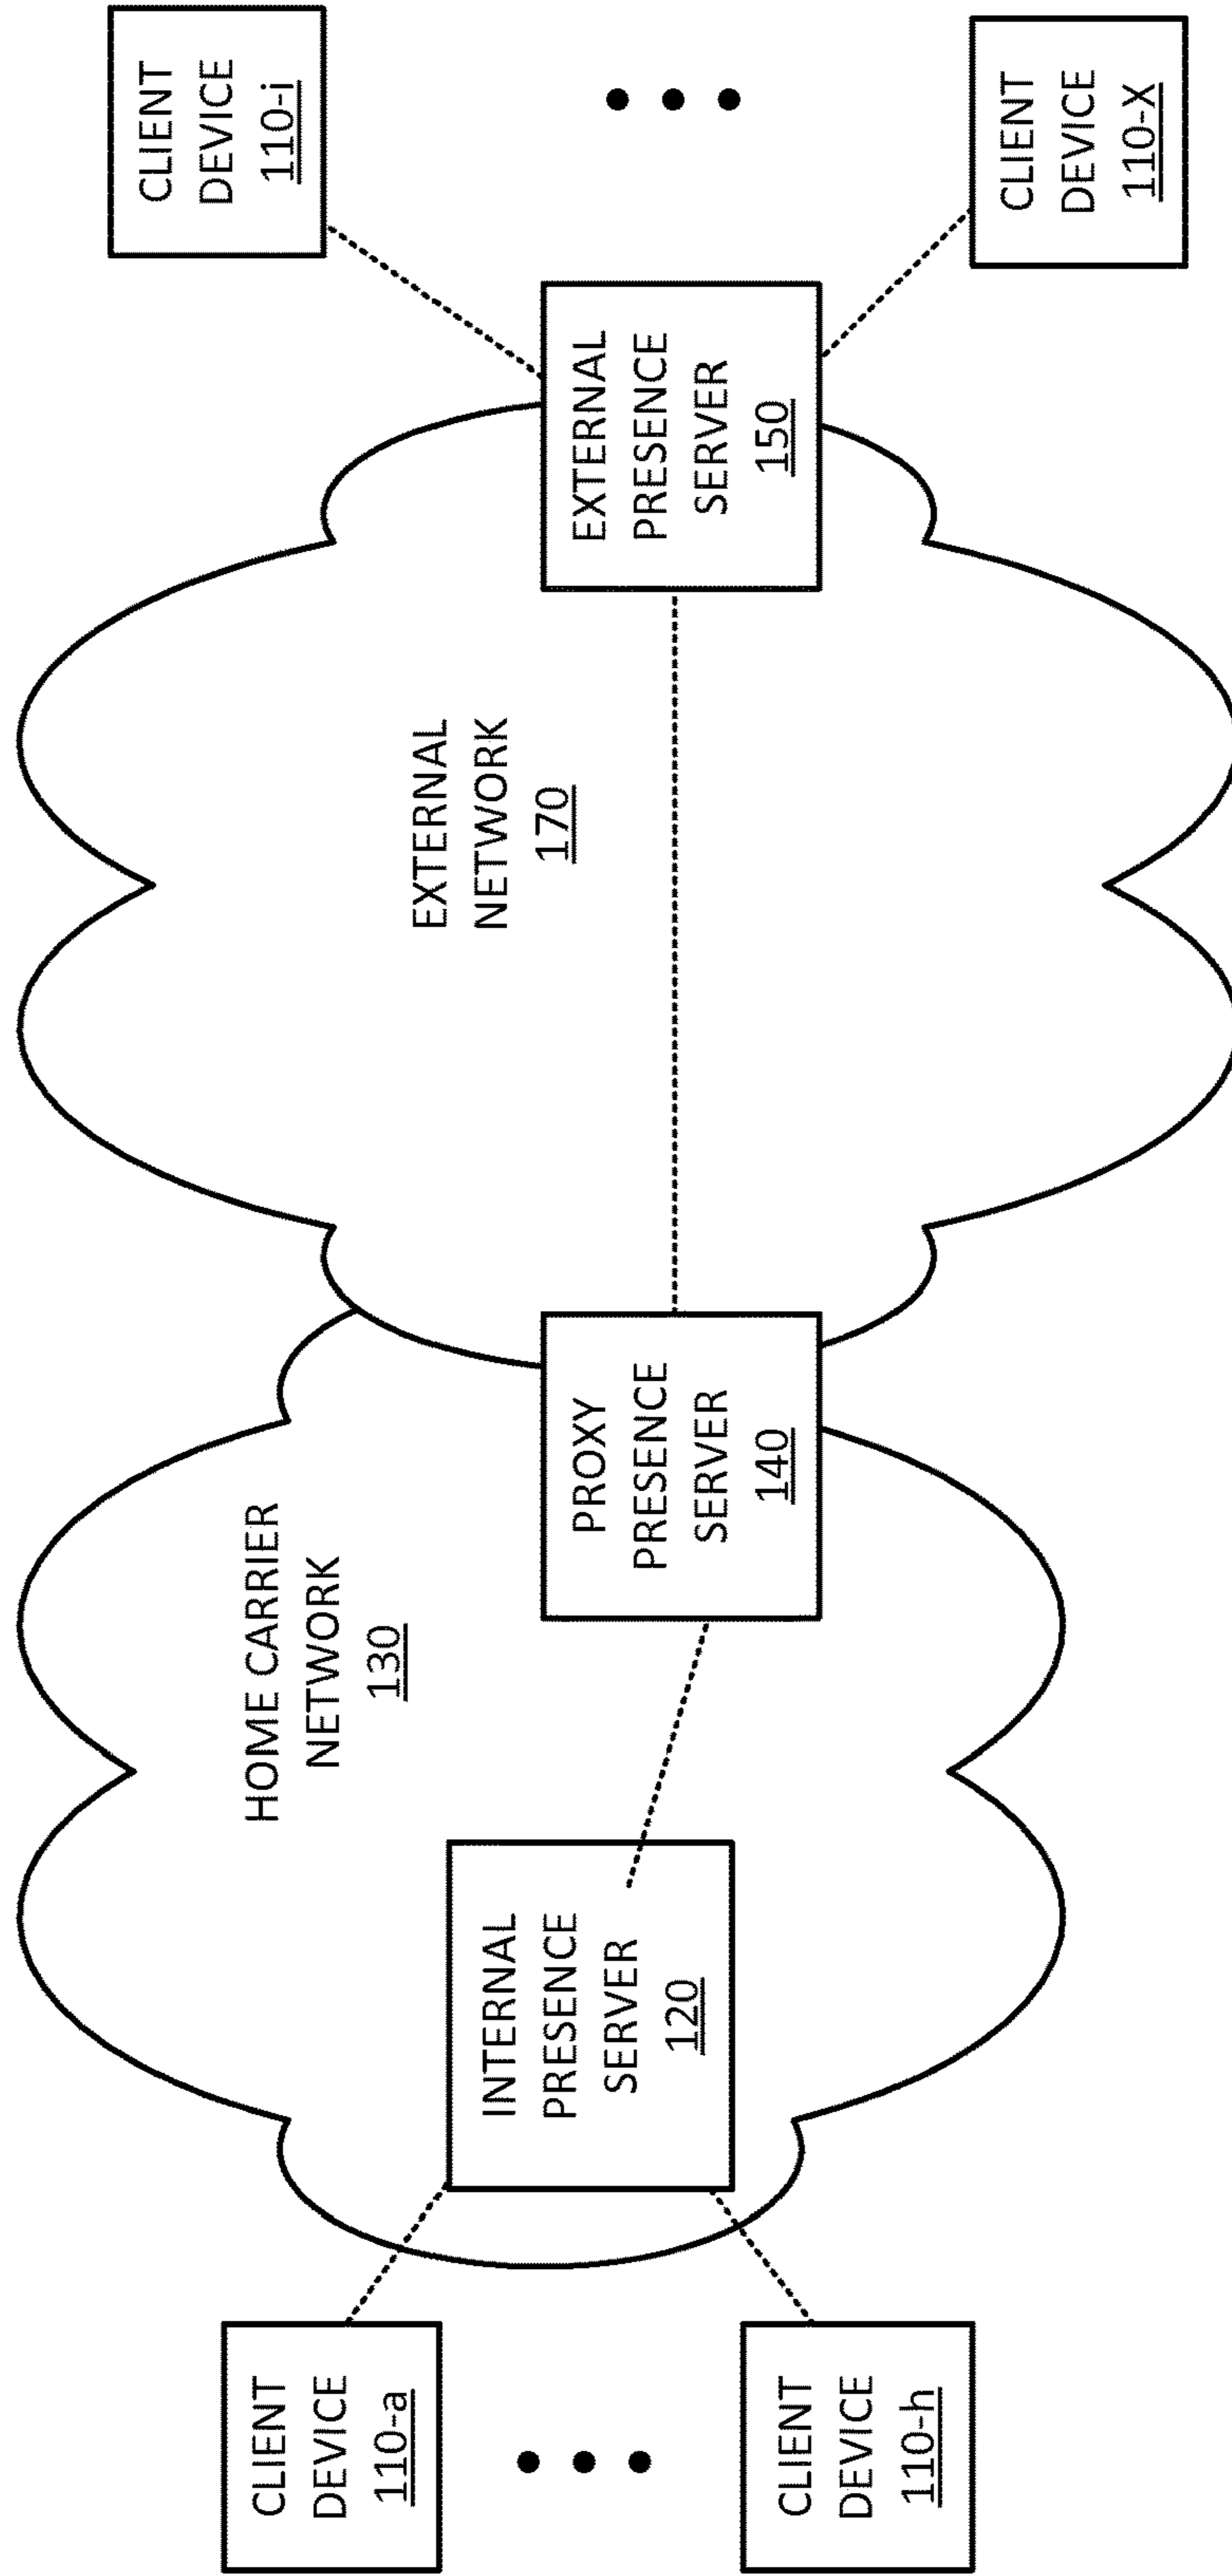 CLIENT
DEVICE
110-a
CLIENT
DEVICE
110-h
INTERNAL
PRESENCE
SERVER
120
HOME CARRIER
NETWORK
130
PROXY
PRESENCE
SERVER
140
EXTERNAL
NETWORK
170
EXTERNAL
PRESENCE
SERVER
150
CLIENT
DEVICE
110-i
CLIENT
DEVICE
110-X